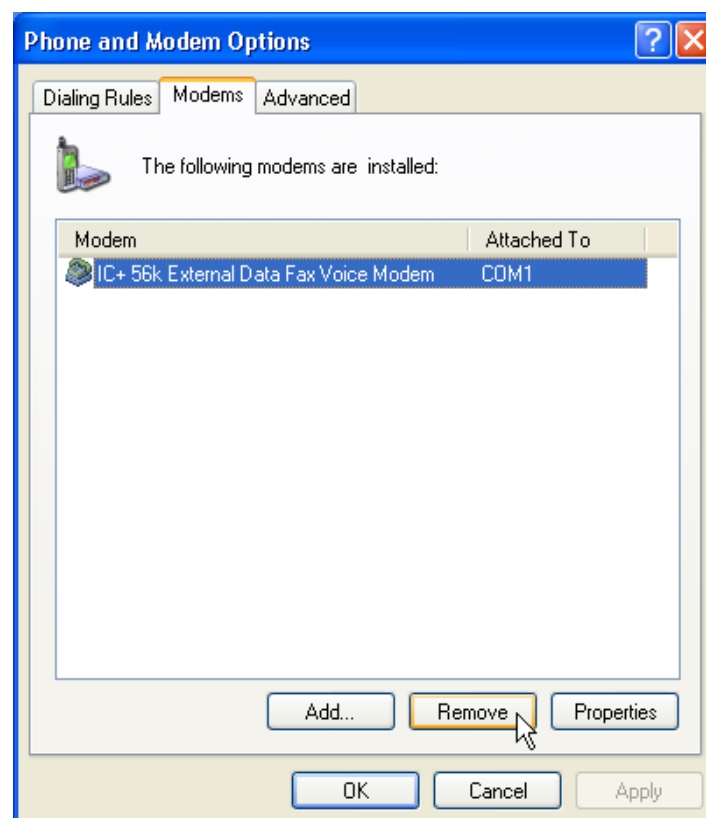 Phone and Modem Options
Dialing Rules Modems Advanced
The following modems are installed:
Modem Attached To
IC+ 56k External Data Fax Voice Modem COM1
Add... Remove Properties
OK Cancel Apply